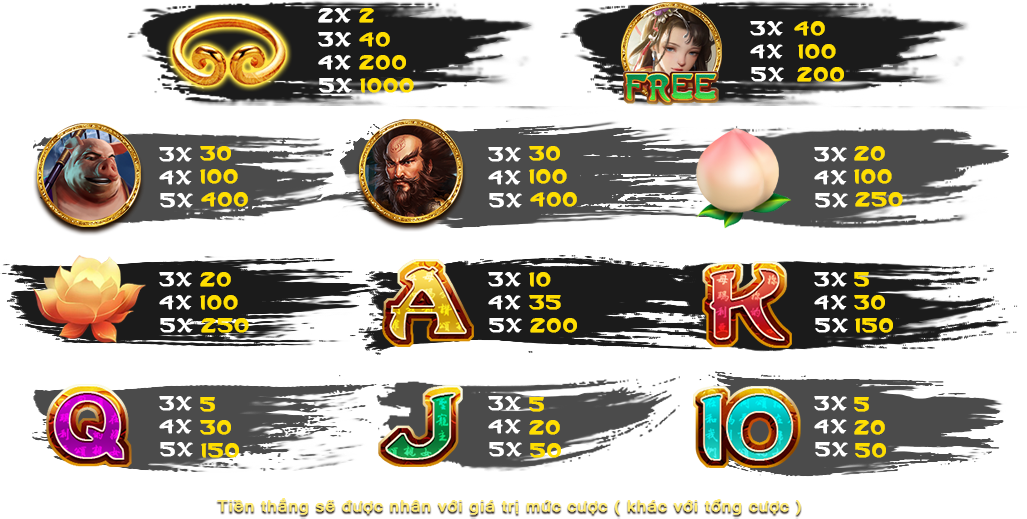 2X 2
3X 40
4X 200
5X 1000
FREE
3X 40
4X 100
5X 200
3X 30
4X 100
5X 400
3X 30
4X 100
5X 400
3X 20
4X 100
5X 250
3X 20
4X 100
5X 250
A
3X 10
4X 35
5X 200
K
3X 5
4X 30
5X 150
Q
3X 5
4X 30
5X 150
J
3X 5
4X 20
5X 50
10
3X 5
4X 20
5X 50
Tiền thắng sẽ được nhân với giá trị mức cược ( khác với tổng cược )